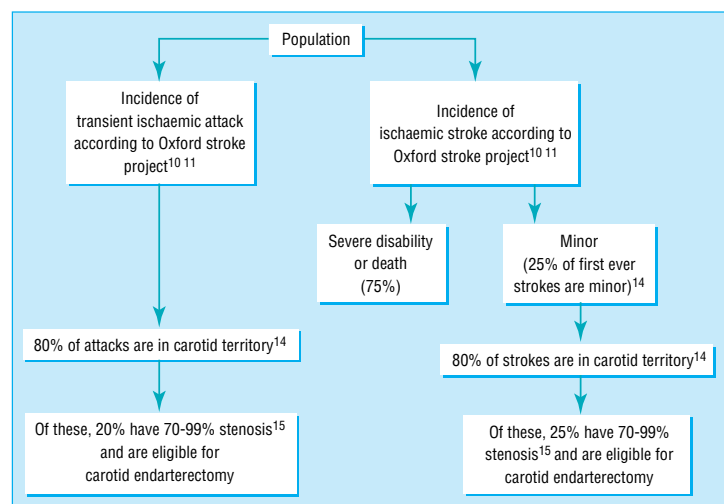 Population
Incidence of
transient ischaemic attack
according to Oxford stroke
project10 11
Incidence of
ischaemic stroke according to
Oxford stroke project10 11
Severe disability
or death
(75%)
Minor
(25% of first ever
strokes are minor)14
80% of attacks are in carotid territory14
80% of strokes are in carotid territory14
Of these, 20% have 70-99% stenosis15
and are eligible for
carotid endarterectomy
Of these, 25% have 70-99%
stenosis15 and are eligible for
carotid endarterectomy